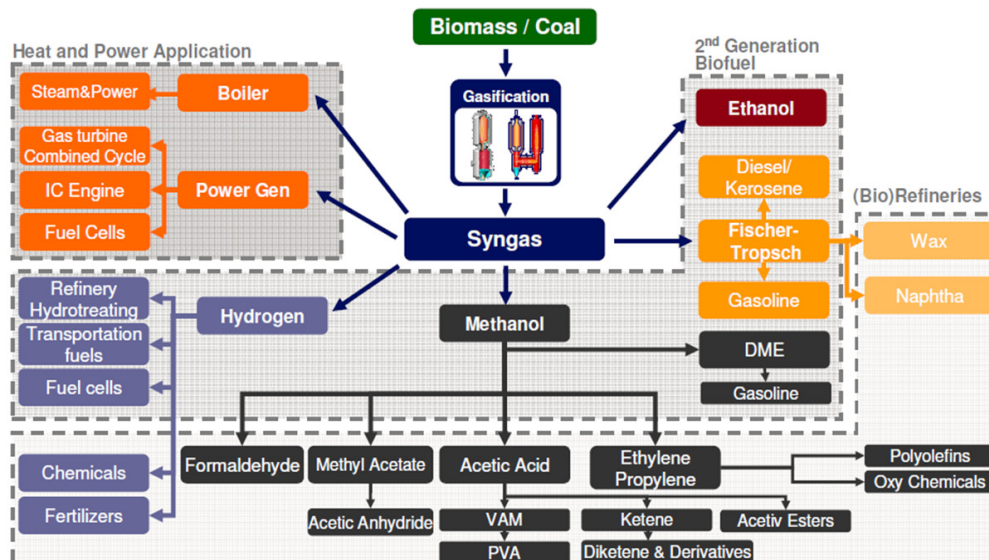 Biomass / Coal
Heat and Power Application
2nd Generation
Biofuel
Gasification
Steam&Power
Boiler
Ethanol
Gas turbine
Combined Cycle
IC Engine
Power Gen
Fuel Cells
Diesel/
Kerosene
(Bio)Refineries
Syngas
Fischer-
Tropsch
Wax
Gasoline
Naphtha
Refinery
Hydrotreating
Hydrogen
Transportation
fuels
Fuel cells
Methanol
DME
Gasoline
Chemicals
Fertilizers
Formaldehyde
Methyl Acetate
Acetic Acid
Ethylene
Propylene
Polyolefins
Oxy Chemicals
Acetic Anhydride
VAM
Ketene
Acetiv Esters
PVA
Diketene & Derivatives